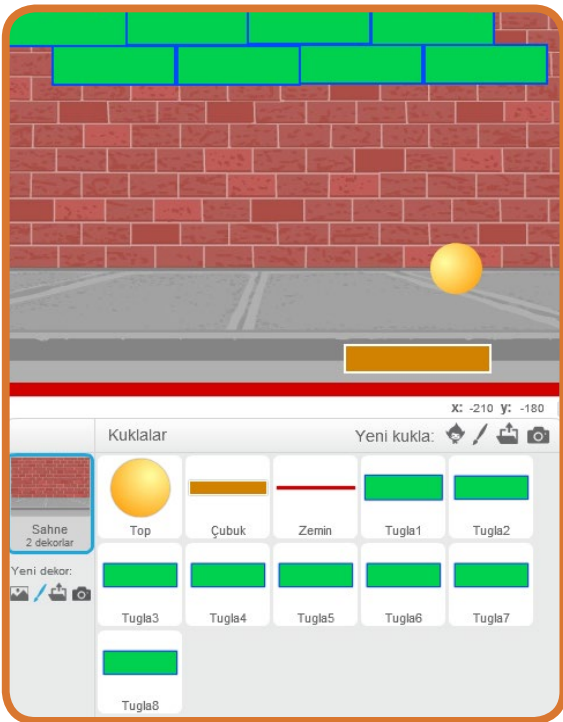 x: -210 y: -180
Kuklalar Yeni kukla:
Sahne
2 dekorlar
Yeni dekor:
Top Çubuk Zemin Tugla1 Tugla2
Tugla3 Tugla4 Tugla5 Tugla6 Tugla7
Tugla8